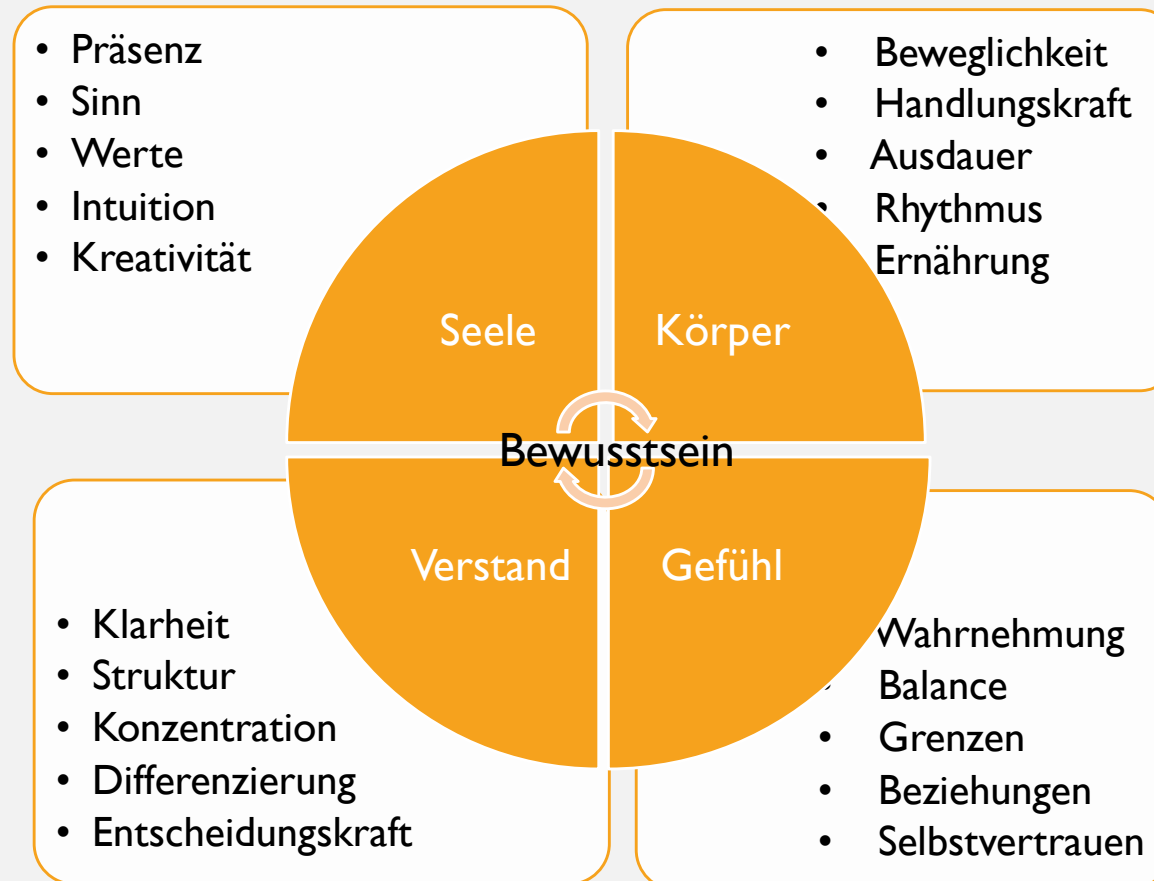 • Präsenz
• Sinn
• Werte
• Intuition
• Kreativität
• Beweglichkeit
• Handlungskraft
• Ausdauer
• Rhythmus
Ernährung
Seele
Körper
Bewusstsein
Verstand
Gefühl
• Klarheit
• Struktur
• Konzentration
• Differenzierung
• Entscheidungskraft
Wahrnehmung
• Balance
• Grenzen
• Beziehungen
• Selbstvertrauen